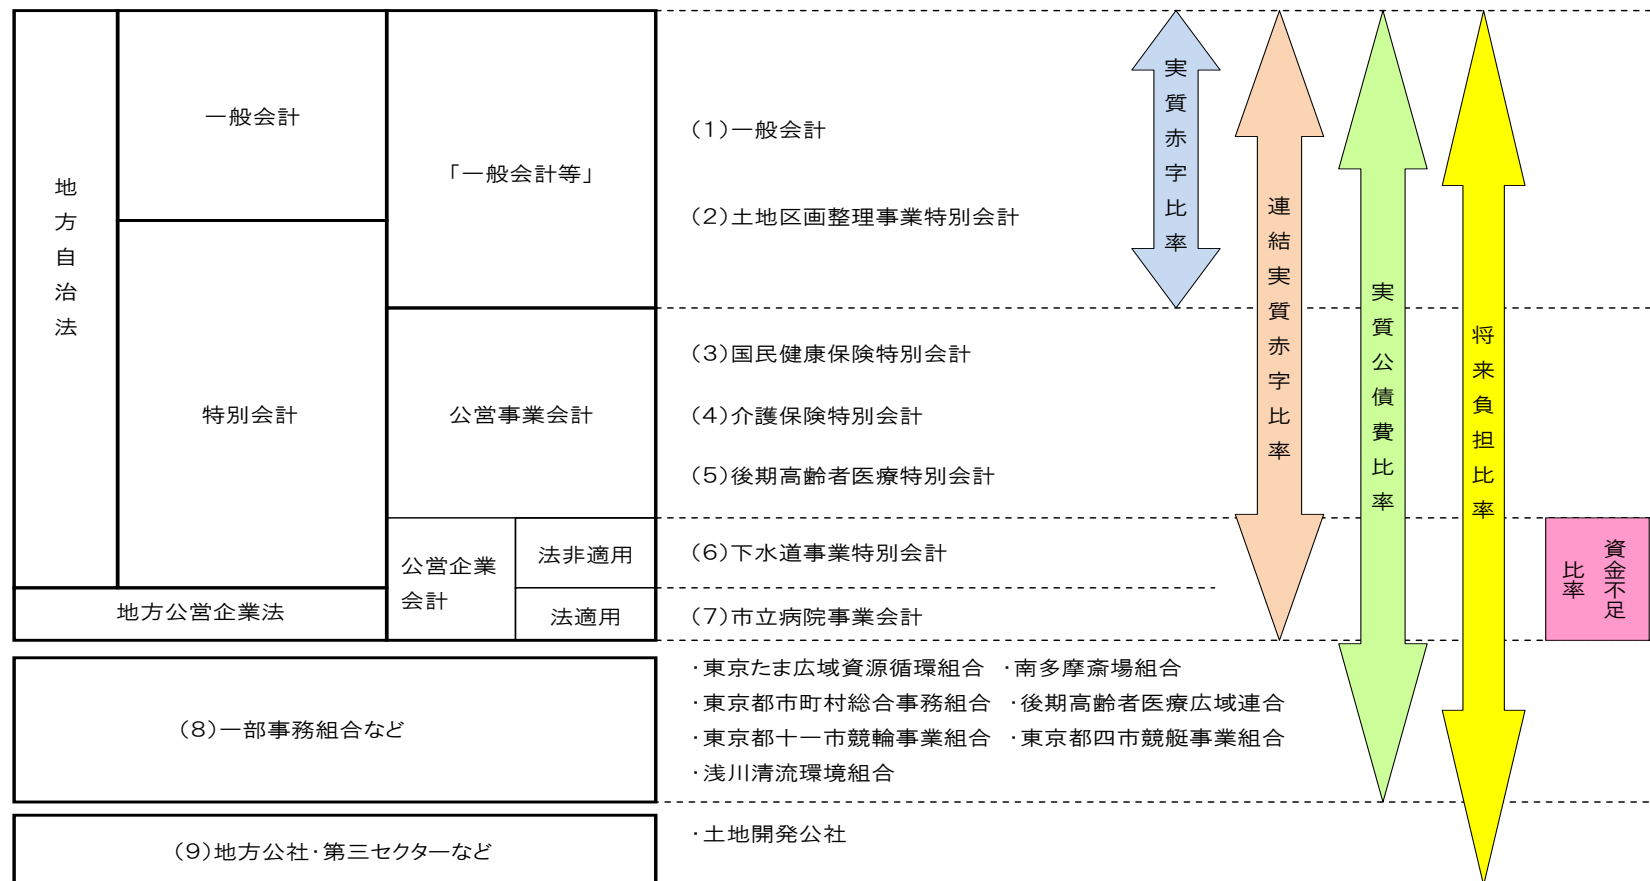 地方自治法
一般会計
特別会計
「一般会計等」
公営事業会計
公営企業
会計
法非適用
法適用
地方公営企業法
(1)一般会計
(2)土地区画整理事業特別会計
(3)国民健康保険特別会計
(4)介護保険特別会計
(5)後期高齢者医療特別会計
(6)下水道事業特別会計
(7)市立病院事業会計
(8)一部事務組合など
・東京たま広域資源循環組合 ・南多摩斎場組合
・東京都市町村総合事務組合 ・後期高齢者医療広域連合
・東京都十一市競輪事業組合 ・東京都四市競艇事業組合
・浅川清流環境組合
(9)地方公社・第三セクターなど
・土地開発公社
実質赤字比率
連結実質赤字比率
実質公債費比率
将来負担比率
資金不足
比率